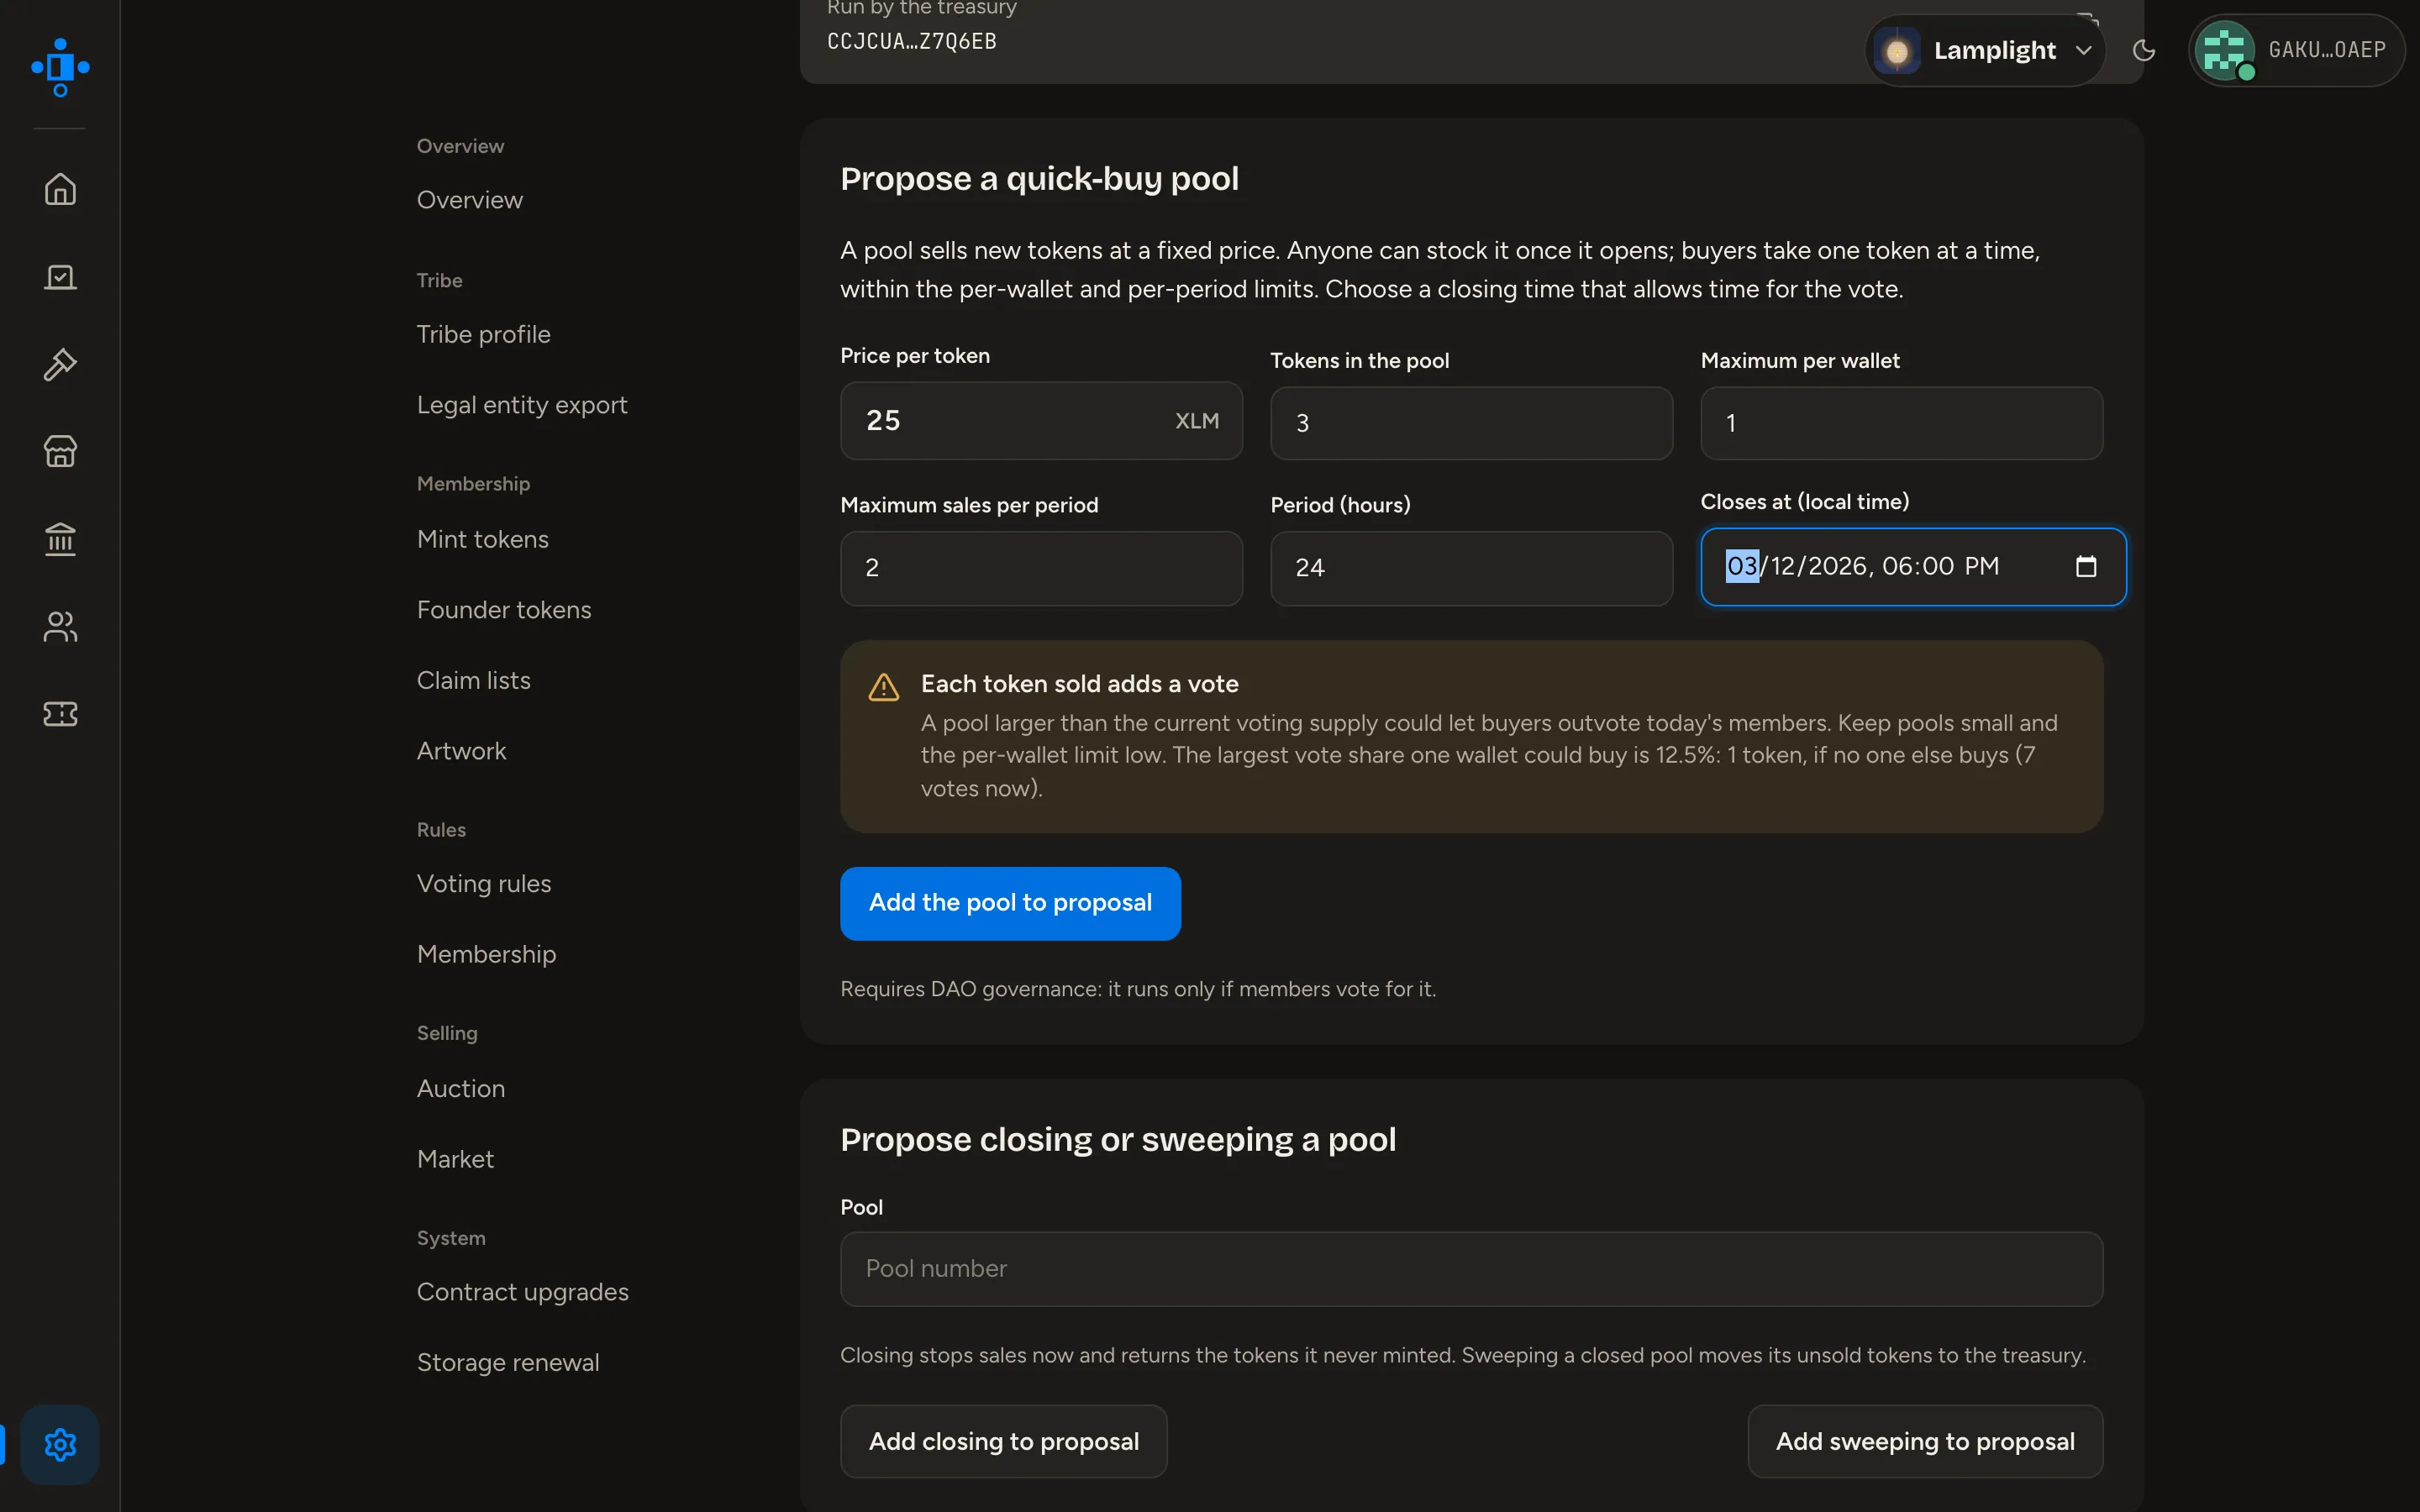 Run by the treasury
CCJCUA…Z7Q6EB
Lamplight
GAKU…OAEP
Overview
Overview
Tribe
Tribe profile
Legal entity export
Membership
Mint tokens
Founder tokens
Claim lists
Artwork
Rules
Voting rules
Membership
Selling
Auction
Market
System
Contract upgrades
Storage renewal
Propose a quick-buy pool
A pool sells new tokens at a fixed price. Anyone can stock it once it opens; buyers take one token at a time,
within the per-wallet and per-period limits. Choose a closing time that allows time for the vote.
Price per token
25 XLM
Tokens in the pool
3
Maximum per wallet
1
Maximum sales per period
2
Period (hours)
24
Closes at (local time)
03/12/2026, 06:00 PM
Each token sold adds a vote
A pool larger than the current voting supply could let buyers outvote today's members. Keep pools small and
the per-wallet limit low. The largest vote share one wallet could buy is 12.5%: 1 token, if no one else buys (7
votes now).
Add the pool to proposal
Requires DAO governance: it runs only if members vote for it.
Propose closing or sweeping a pool
Pool
Pool number
Closing stops sales now and returns the tokens it never minted. Sweeping a closed pool moves its unsold tokens to the treasury.
Add closing to proposal
Add sweeping to proposal